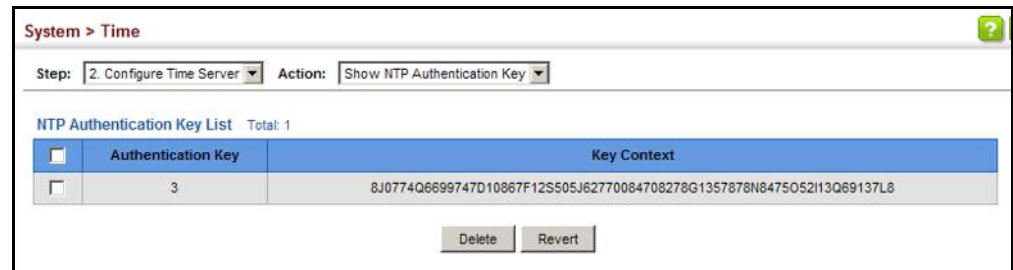 System > Time
?
Step: 2. Configure Time Server Action: Show NTP Authentication Key
NTP Authentication Key List Total: 1
Authentication Key Key Context
3 8J0774Q6699747D10867F12S505J62770084708278G1357878N8475O52I13Q69137L8
Delete Revert